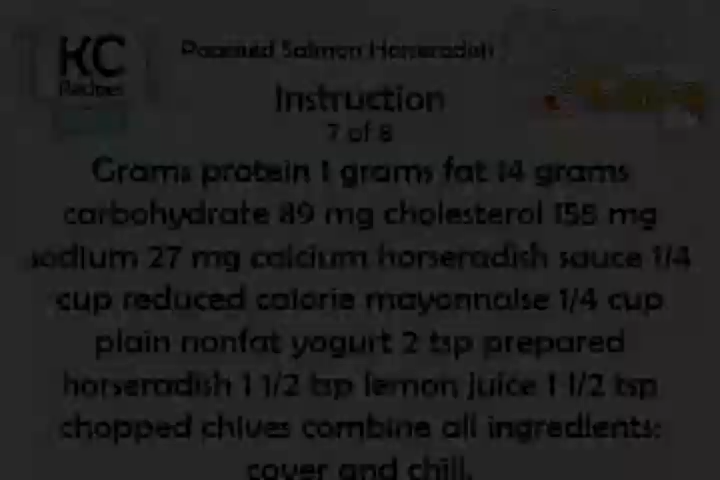 KC
Recipes
Poached Salmon Horseradish
Instruction
7 of 8
Grams protein 1 grams fat 14 grams
carbohydrate 89 mg cholesterol 158 mg
sodium 27 mg calcium horseradish sauce 1/4
cup reduced calorie mayonnaise 1/4 cup
plain nonfat yogurt 2 tsp prepared
horseradish 1 1/2 tsp lemon juice 1 1/2 tsp
chopped chives combine all ingredients:
cover and chill.